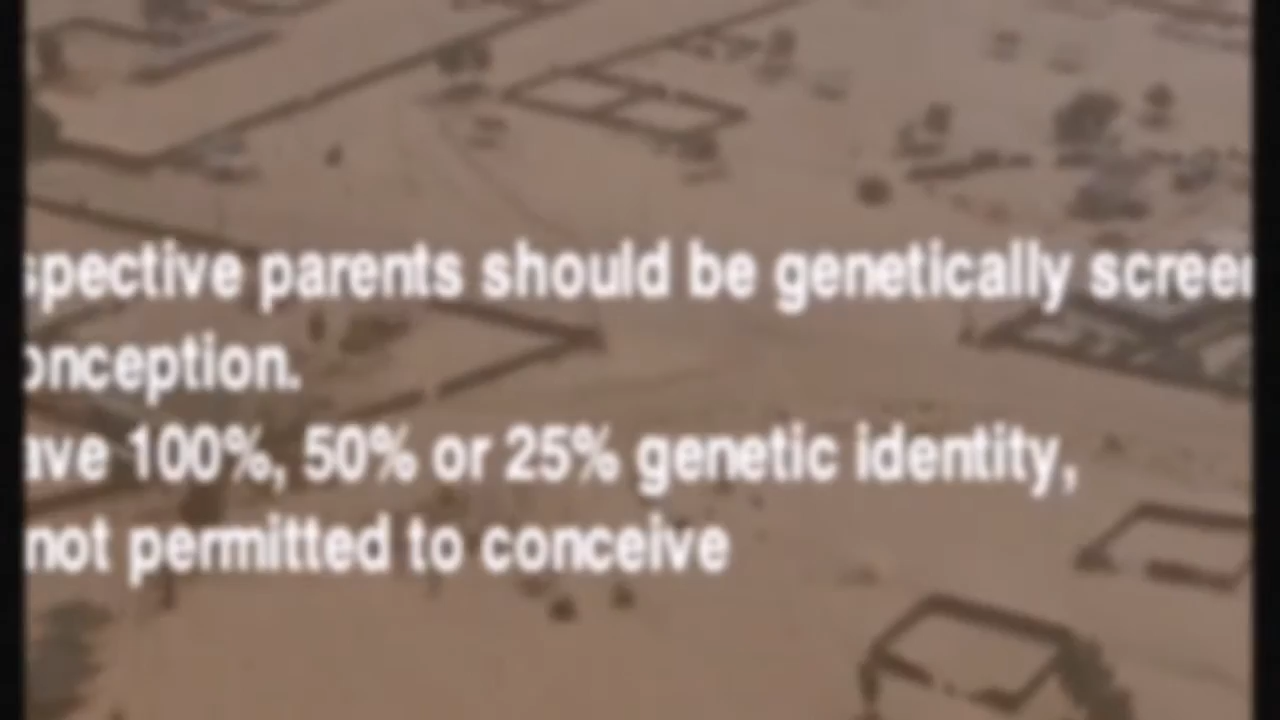 spective parents should be genetically screen
onception.
ave 100%, 50% or 25% genetic identity,
not permitted to conceive